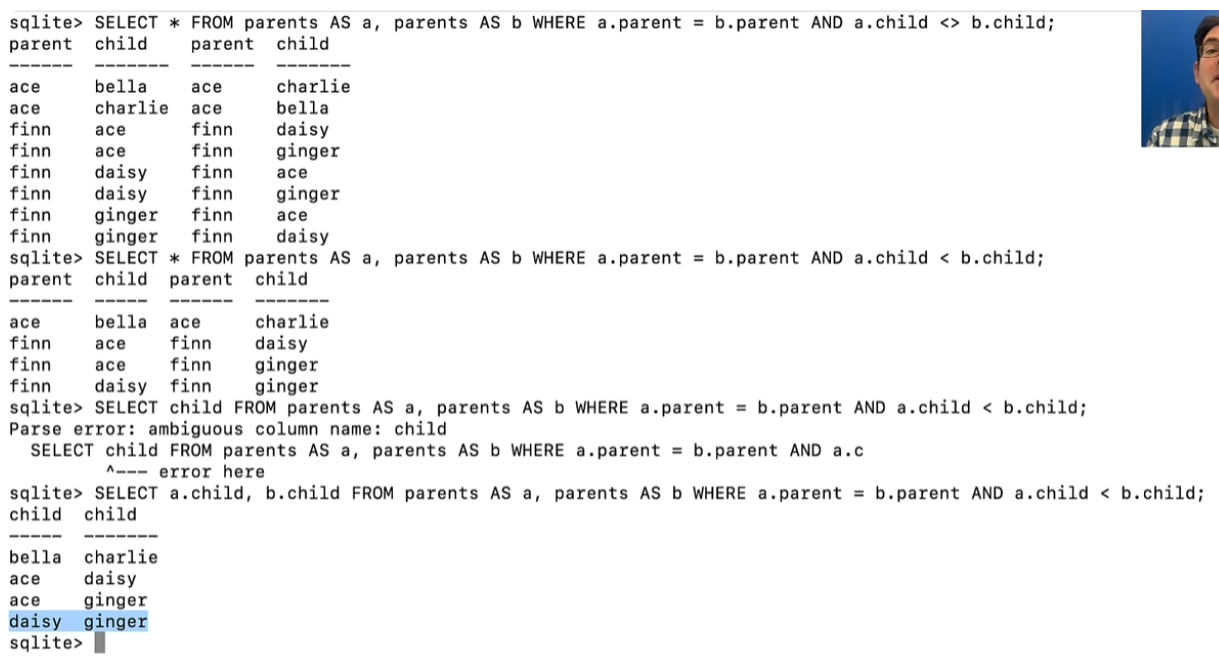 sqlite> SELECT * FROM parents AS a, parents AS b WHERE a.parent = b.parent AND a.child <> b.child;
parent  child    parent  child
------  -------  ------  -------
ace     bella    ace     charlie
ace     charlie  ace     bella
finn    ace      finn    daisy
finn    ace      finn    ginger
finn    daisy    finn    ace
finn    daisy    finn    ginger
finn    ginger   finn    ace
finn    ginger   finn    daisy
sqlite> SELECT * FROM parents AS a, parents AS b WHERE a.parent = b.parent AND a.child < b.child;
parent  child  parent  child
------  -----  ------  -------
ace     bella  ace     charlie
finn    ace    finn    daisy
finn    ace    finn    ginger
finn    daisy  finn    ginger
sqlite> SELECT child FROM parents AS a, parents AS b WHERE a.parent = b.parent AND a.child < b.child;
Parse error: ambiguous column name: child
  SELECT child FROM parents AS a, parents AS b WHERE a.parent = b.parent AND a.c
         ^--- error here
sqlite> SELECT a.child, b.child FROM parents AS a, parents AS b WHERE a.parent = b.parent AND a.child < b.child;
child  child
-----  -------
bella  charlie
ace    daisy
ace    ginger
daisy  ginger
sqlite>